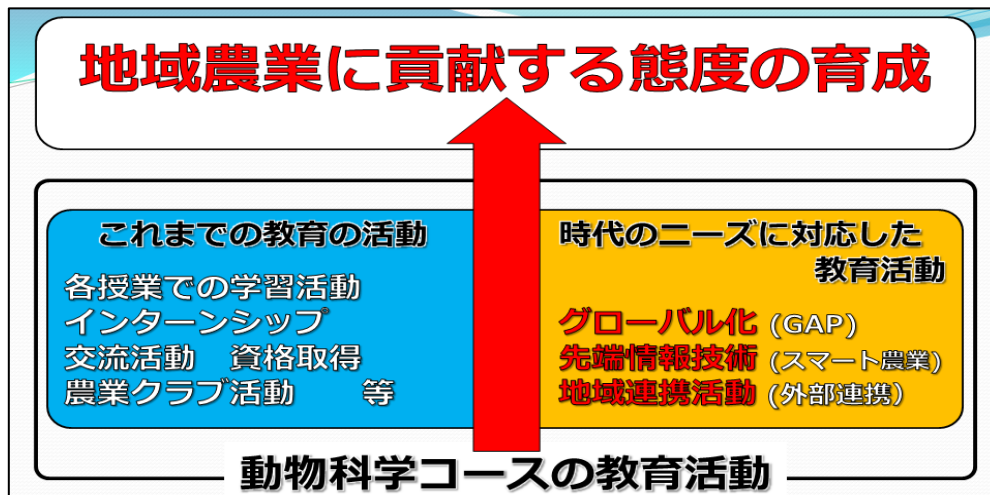 地域農業に貢献する態度の育成
これまでの教育の活動
各授業での学習活動
インターンシップ
交流活動　資格取得
農業クラブ活動　　等
時代のニーズに対応した
教育活動
グローバル化 (GAP)
先端情報技術 (スマート農業)
地域連携活動 (外部連携）
動物科学コースの教育活動